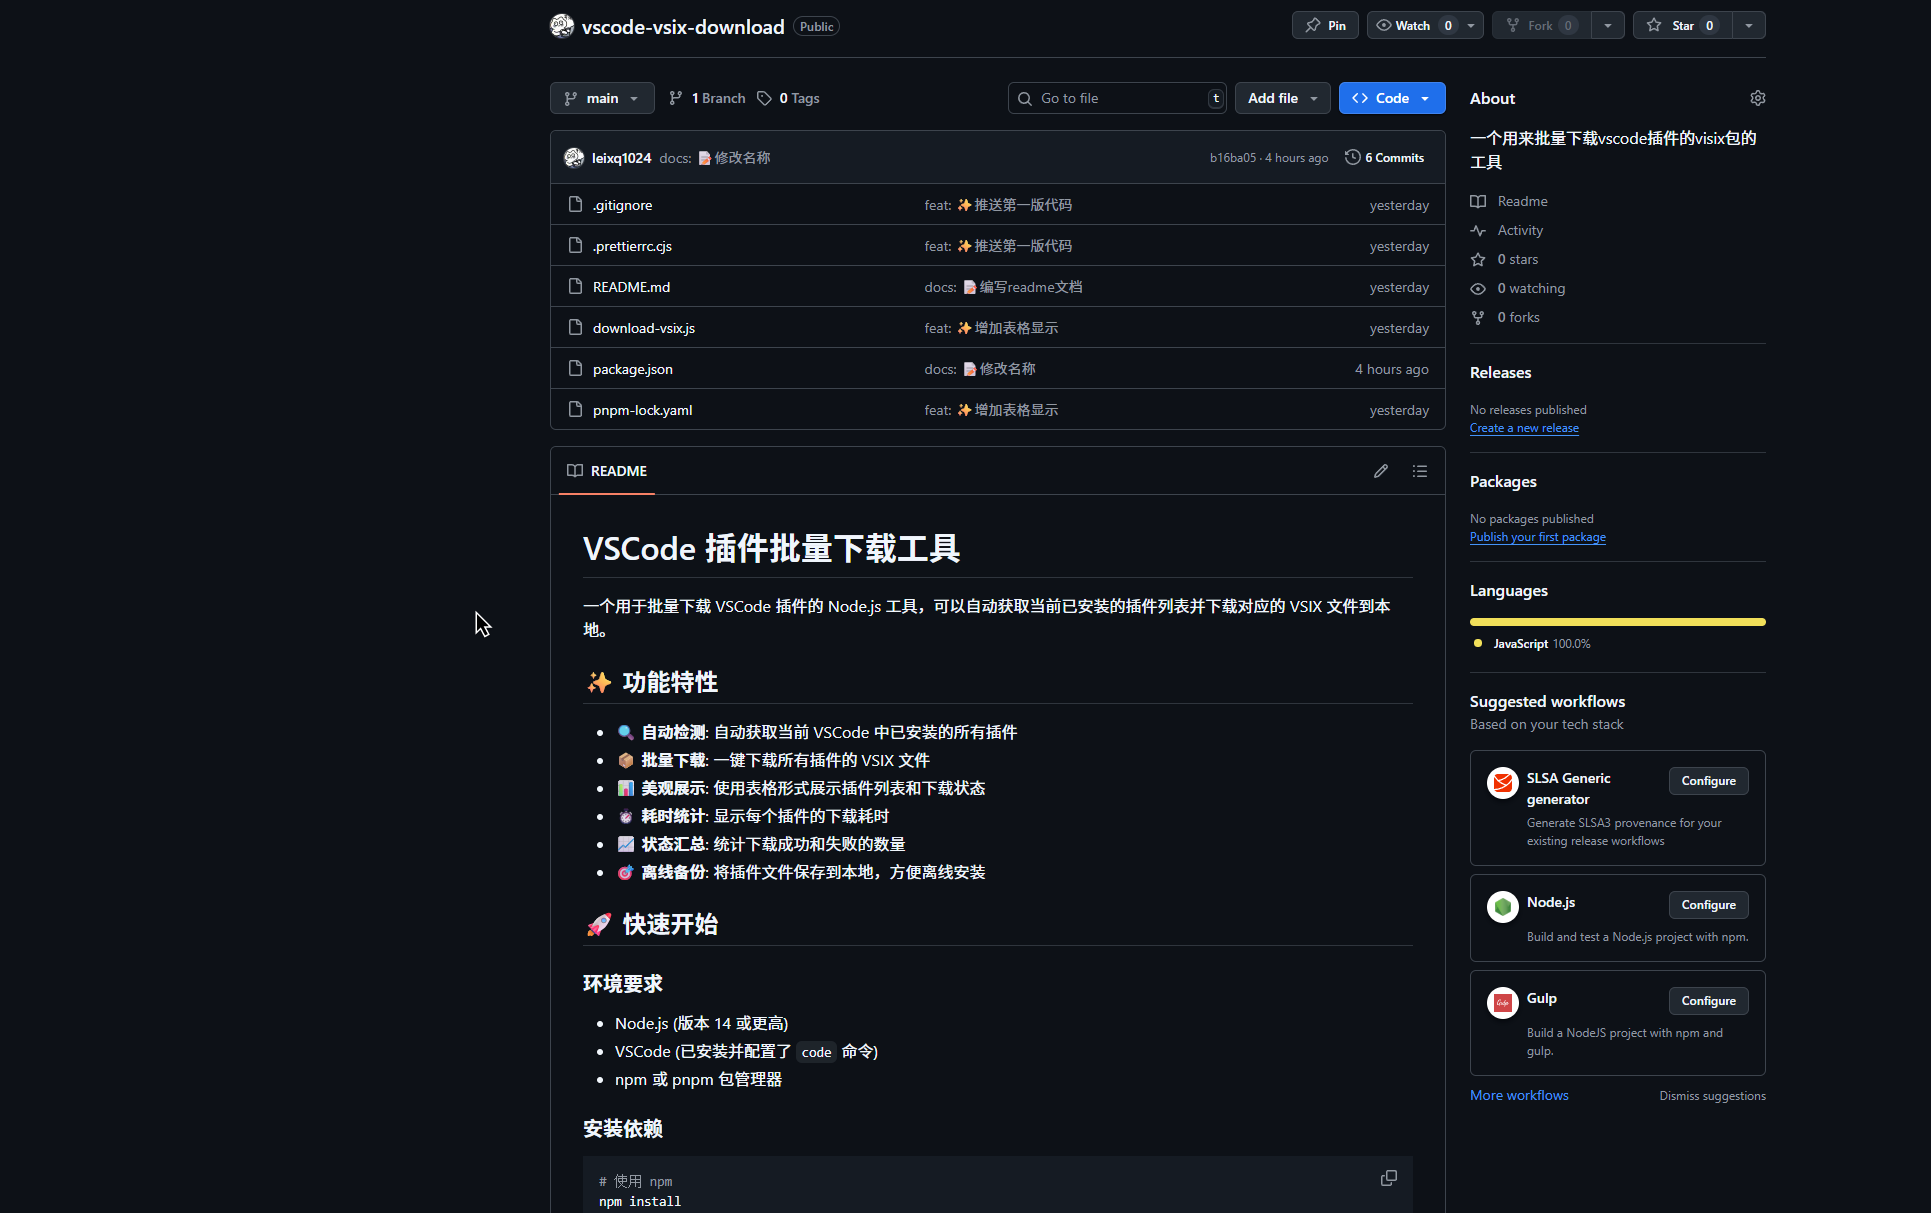 vscode-vsix-download Public
Pin Watch 0 Fork 0 Star 0
main 1 Branch 0 Tags Go to file t Add file Code
leixq1024 docs: 📝修改名称 b16ba05 · 4 hours ago 6 Commits
.gitignore feat: ✨推送第一版代码 yesterday
.prettierrc.cjs feat: ✨推送第一版代码 yesterday
README.md docs: 📝编写readme文档 yesterday
download-vsix.js feat: ✨增加表格显示 yesterday
package.json docs: 📝修改名称 4 hours ago
pnpm-lock.yaml feat: ✨增加表格显示 yesterday
README
VSCode 插件批量下载工具
一个用于批量下载 VSCode 插件的 Node.js 工具，可以自动获取当前已安装的插件列表并下载对应的 VSIX 文件到本
地。
✨ 功能特性
🔍 自动检测: 自动获取当前 VSCode 中已安装的所有插件
📦 批量下载: 一键下载所有插件的 VSIX 文件
📊 美观展示: 使用表格形式展示插件列表和下载状态
⏱️ 耗时统计: 显示每个插件的下载耗时
📈 状态汇总: 统计下载成功和失败的数量
🎯 离线备份: 将插件文件保存到本地，方便离线安装
🚀 快速开始
环境要求
Node.js (版本 14 或更高)
VSCode (已安装并配置了 code 命令)
npm 或 pnpm 包管理器
安装依赖
# 使用 npm
npm install
About
一个用来批量下载vscode插件的visix包的
工具
Readme
Activity
0 stars
0 watching
0 forks
Releases
No releases published
Create a new release
Packages
No packages published
Publish your first package
Languages
JavaScript 100.0%
Suggested workflows
Based on your tech stack
SLSA Generic
generator
Configure
Generate SLSA3 provenance for your
existing release workflows
Node.js
Configure
Build and test a Node.js project with npm.
Gulp
Gulp
Configure
Build a NodeJS project with npm and
gulp.
More workflows Dismiss suggestions